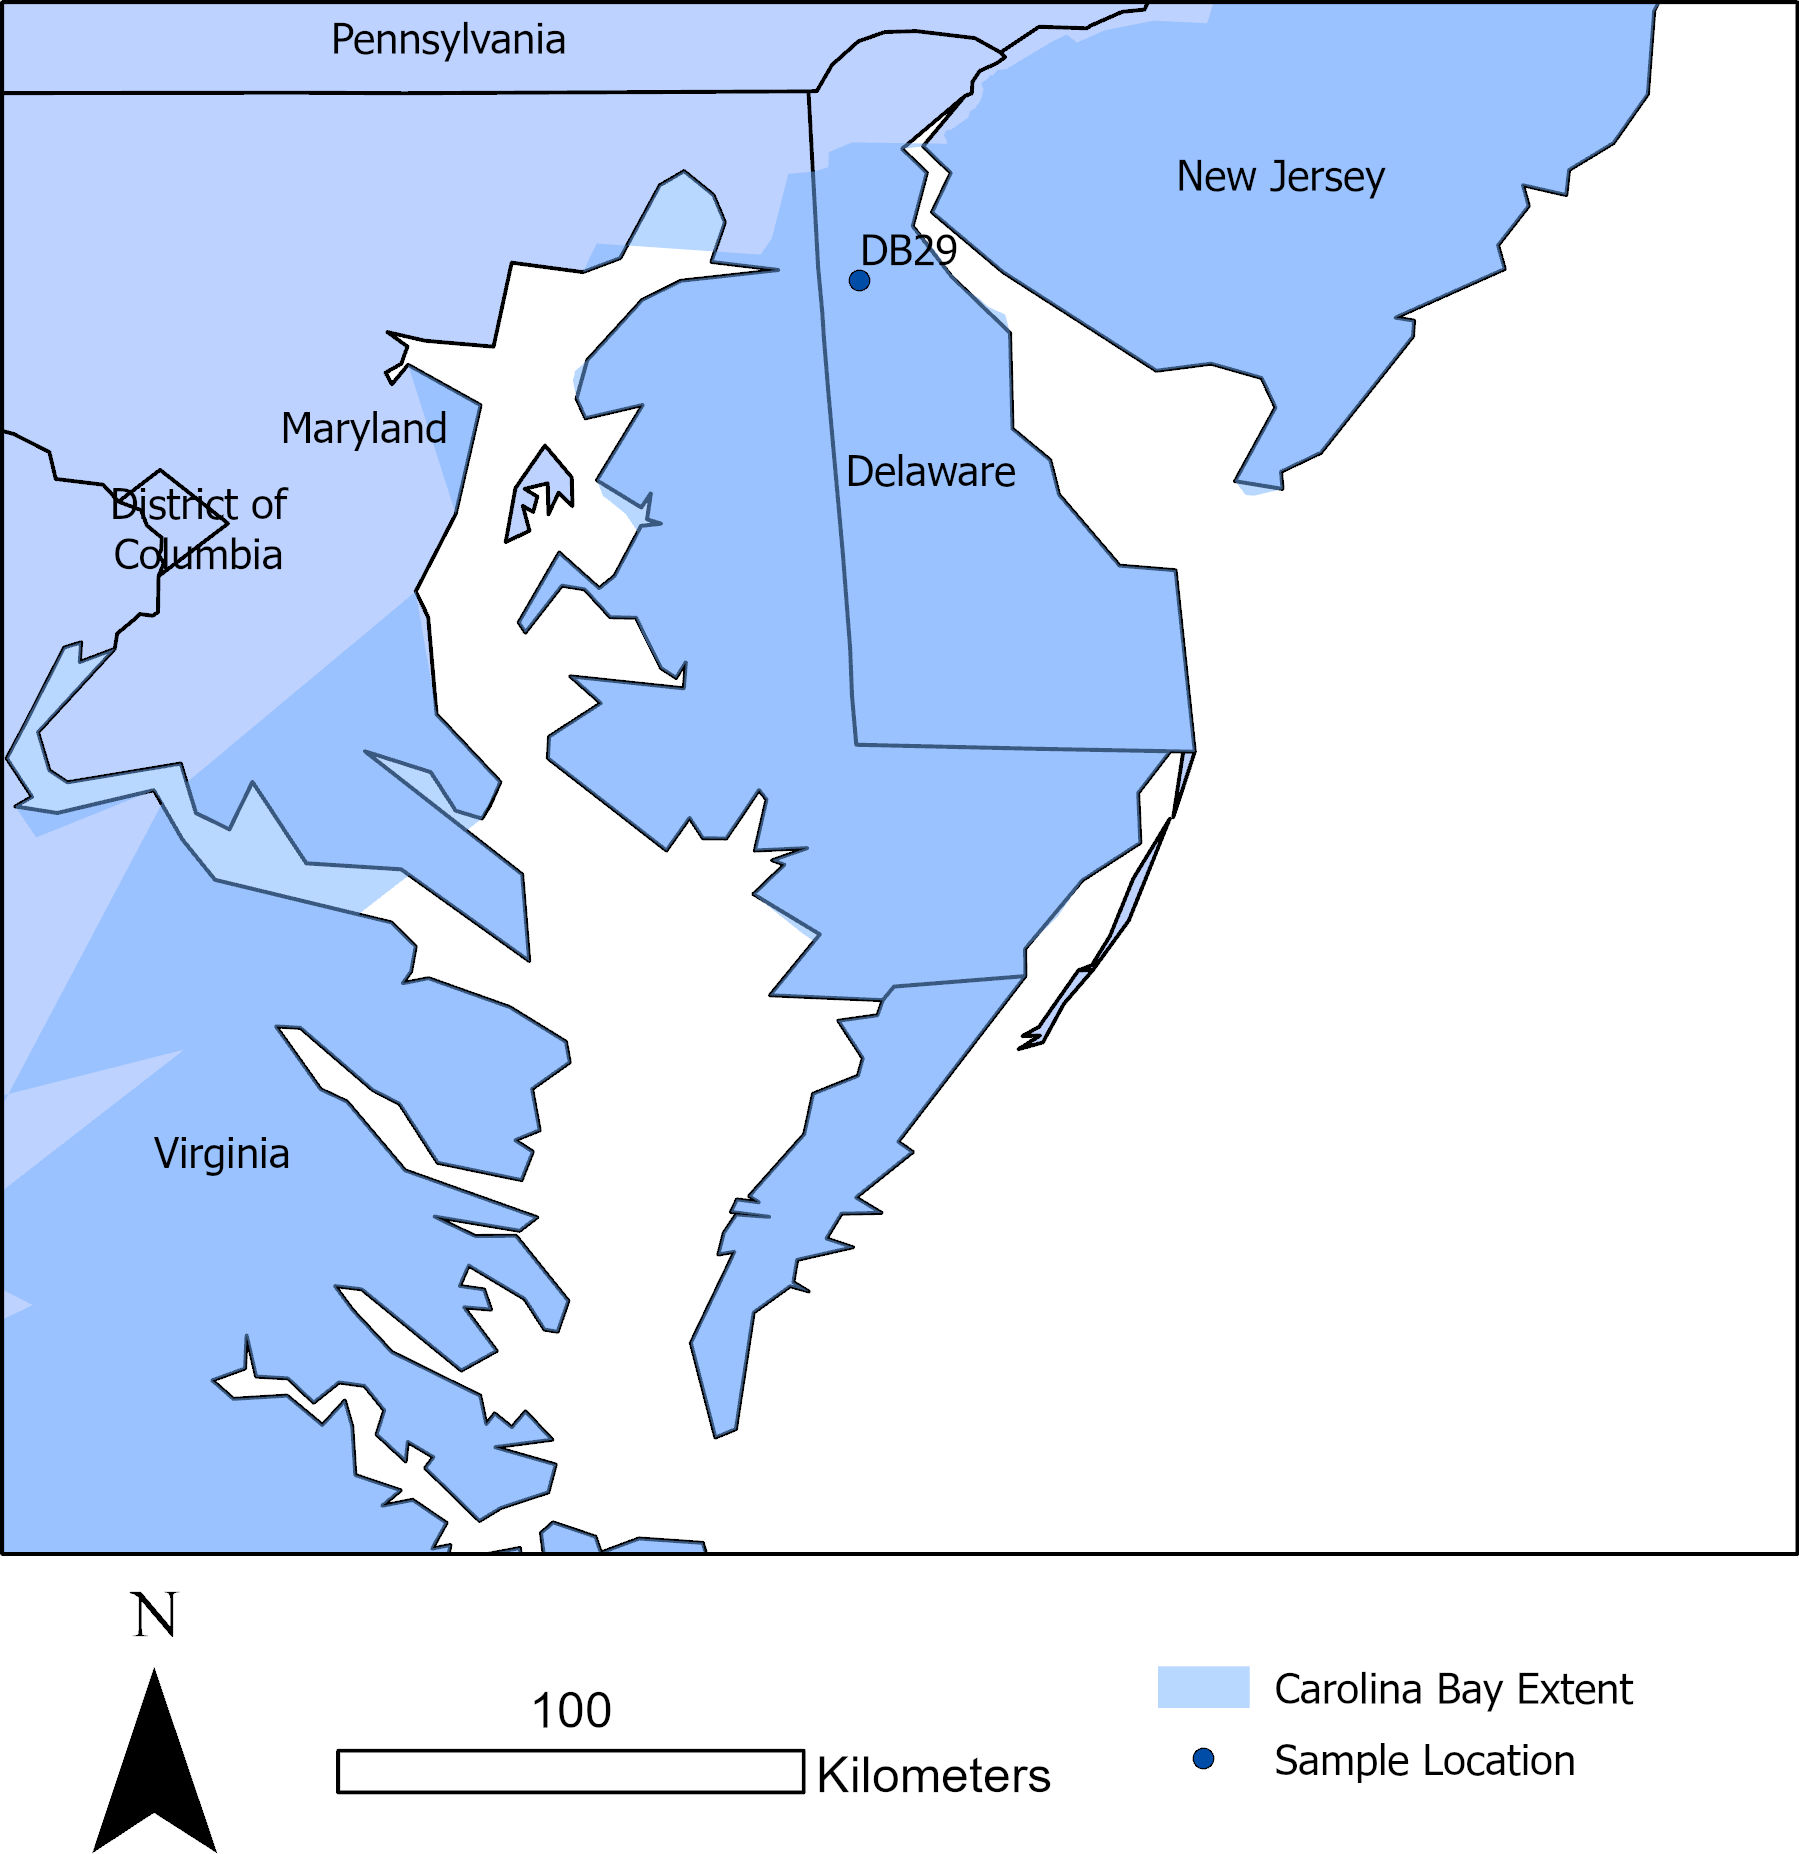 Pennsylvania
New Jersey
DB29
Maryland
Delaware
District of
Columbia
Virginia
N
100
Kilometers
Carolina Bay Extent
Sample Location